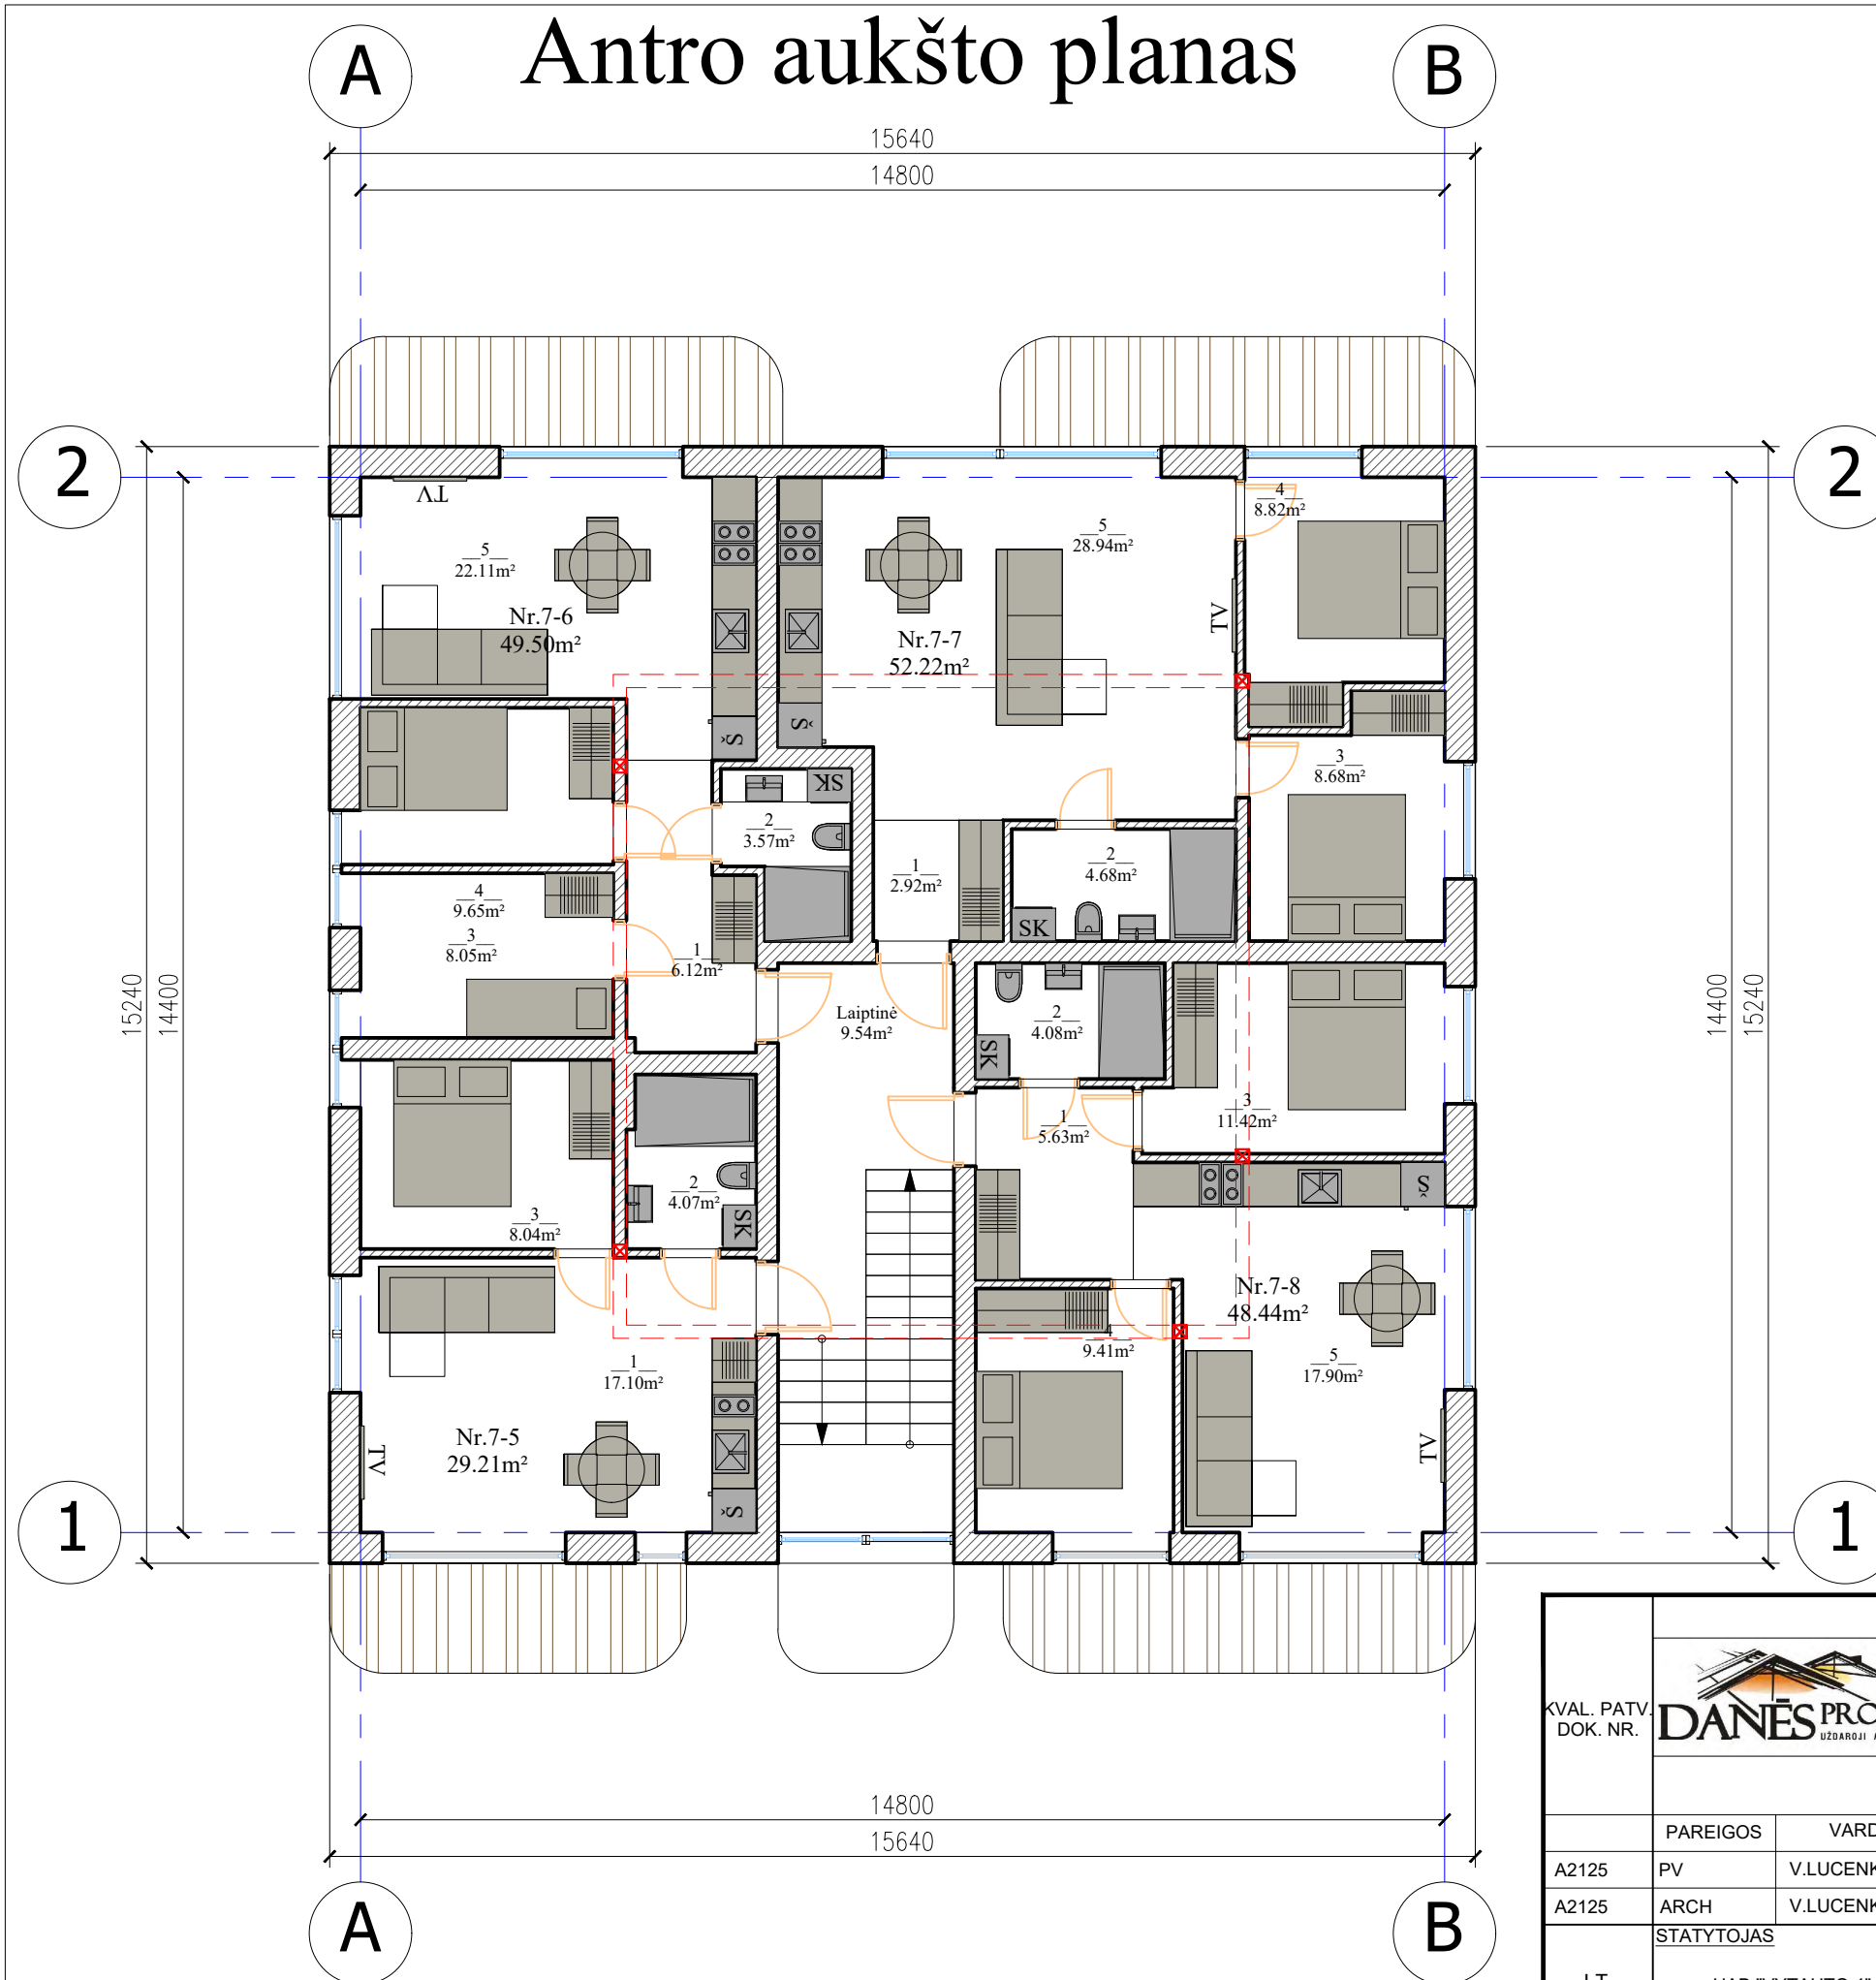 Antro aukšto planas
A
B
15640
14800
2
2
TV
5
22.11m²
Nr.7-6
49.50m²
Š
5
28.94m²
Nr.7-7
52.22m²
TV
Š
4
8.82m²
3
8.68m²
SK
2
3.57m²
1
2.92m²
2
4.68m²
SK
4
9.65m²
3
8.05m²
1
6.12m²
Laiptinė
9.54m²
2
4.08m²
SK
15240
14400
14400
15240
1
5.63m²
3
11.42m²
Š
2
4.07m²
SK
3
8.04m²
Nr.7-8
48.44m²
4
9.41m²
5
17.90m²
TV
1
17.10m²
Nr.7-5
29.21m²
TV
Š
1
1
14800
15640
A
B
KVAL. PATV.
DOK. NR.
DANĖS
UŽDAROJI
PAREIGOS
A2125
PV
A2125
ARCH
STATYTOJAS